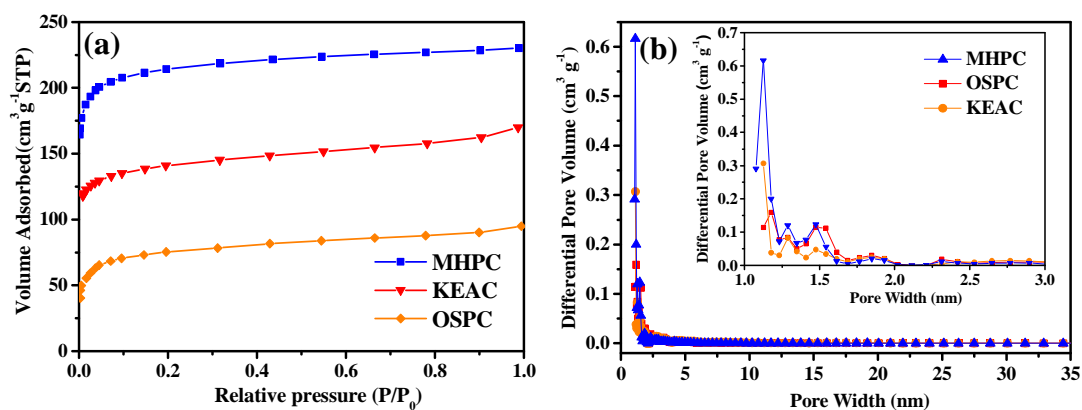 (a)
250
200
150
100
50
0
Volume Adsorbed(cm³g⁻¹STP)
MHPC
KEAC
OSPC
0.0 0.2 0.4 0.6 0.8 1.0
Relative pressure (P/P₀)
(b)
0.6
0.5
0.4
0.3
0.2
0.1
0.0
Differential Pore Volume (cm³ g⁻¹)
0.7
0.6
0.5
0.4
0.3
0.2
0.1
0.0
Differential Pore Volume (cm³ g⁻¹)
MHPC
OSPC
KEAC
1.0 1.5 2.0 2.5 3.0
Pore Width (nm)
0 5 10 15 20 25 30 35
Pore Width (nm)